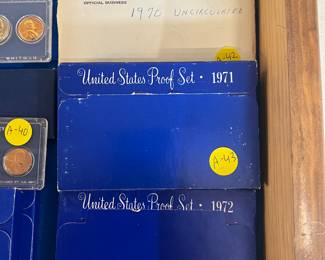 OFFICIAL BUSINESS
1970 UNCIRCULATED
A-42
United States Proof Set · 1971
A-40
A-43
United States Proof Set · 1972